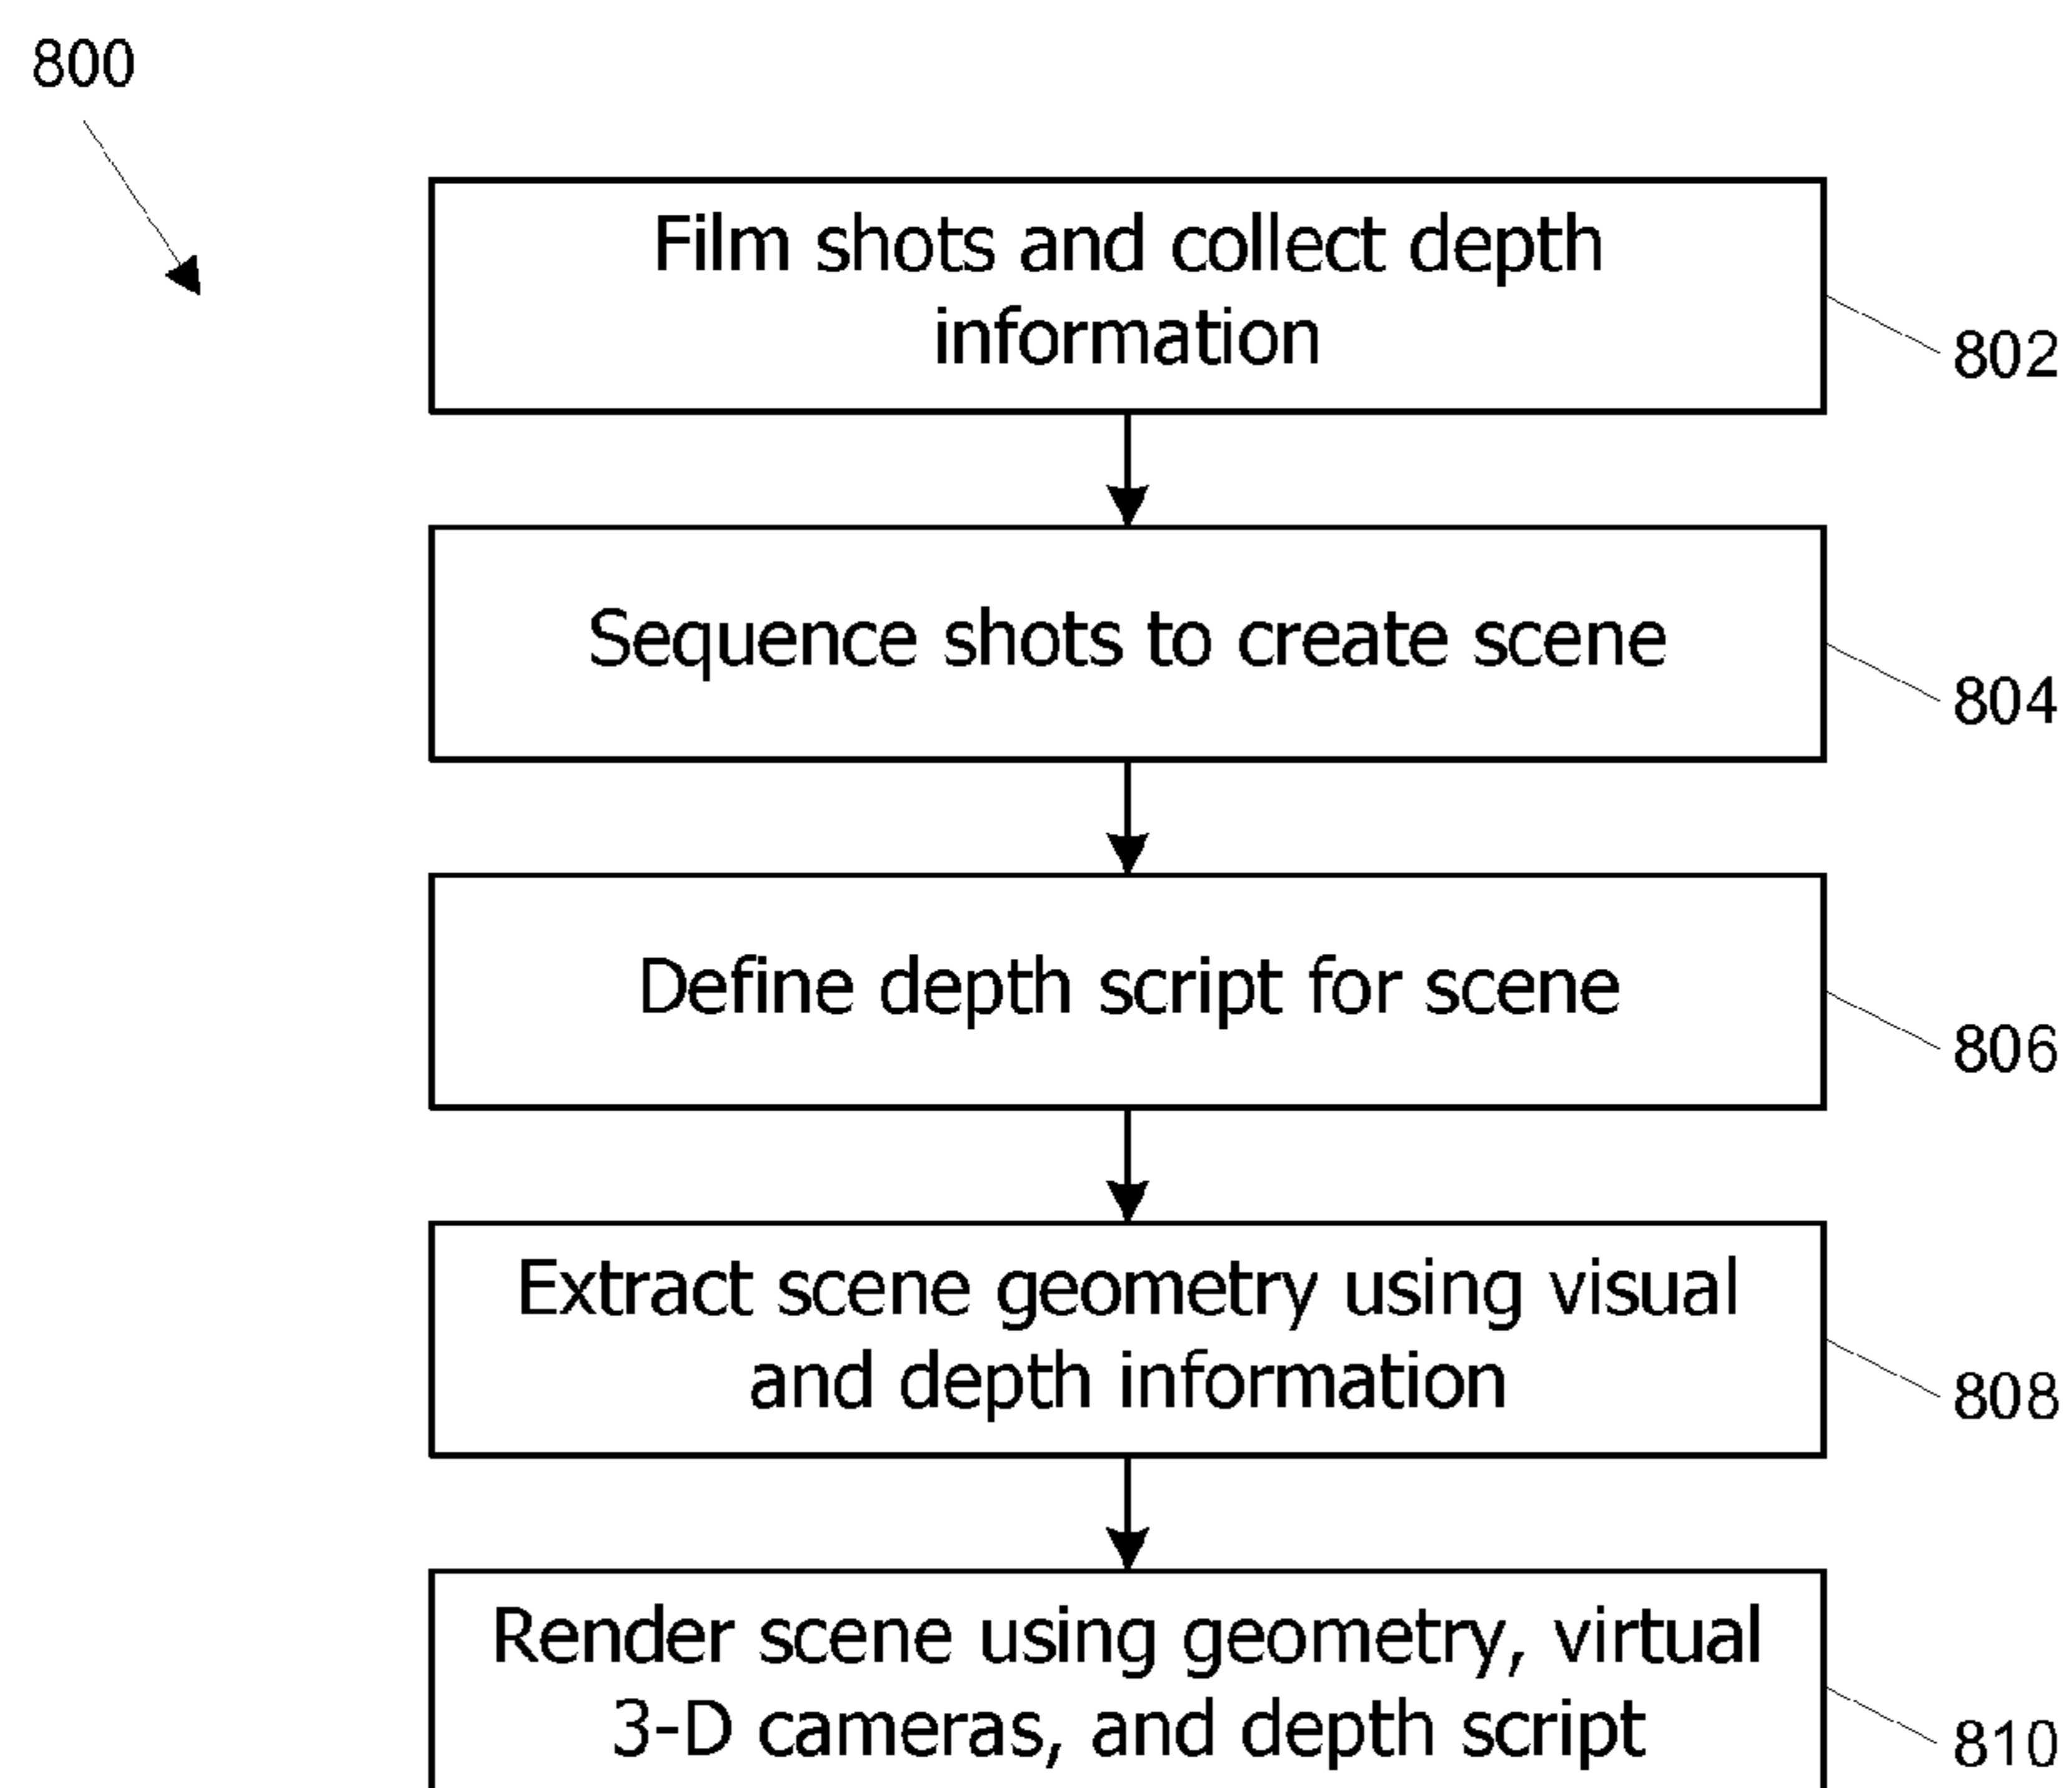 800
Film shots and collect depth
information
802
Sequence shots to create scene
804
Define depth script for scene
806
Extract scene geometry using visual
and depth information
808
Render scene using geometry, virtual
3-D cameras, and depth script
810